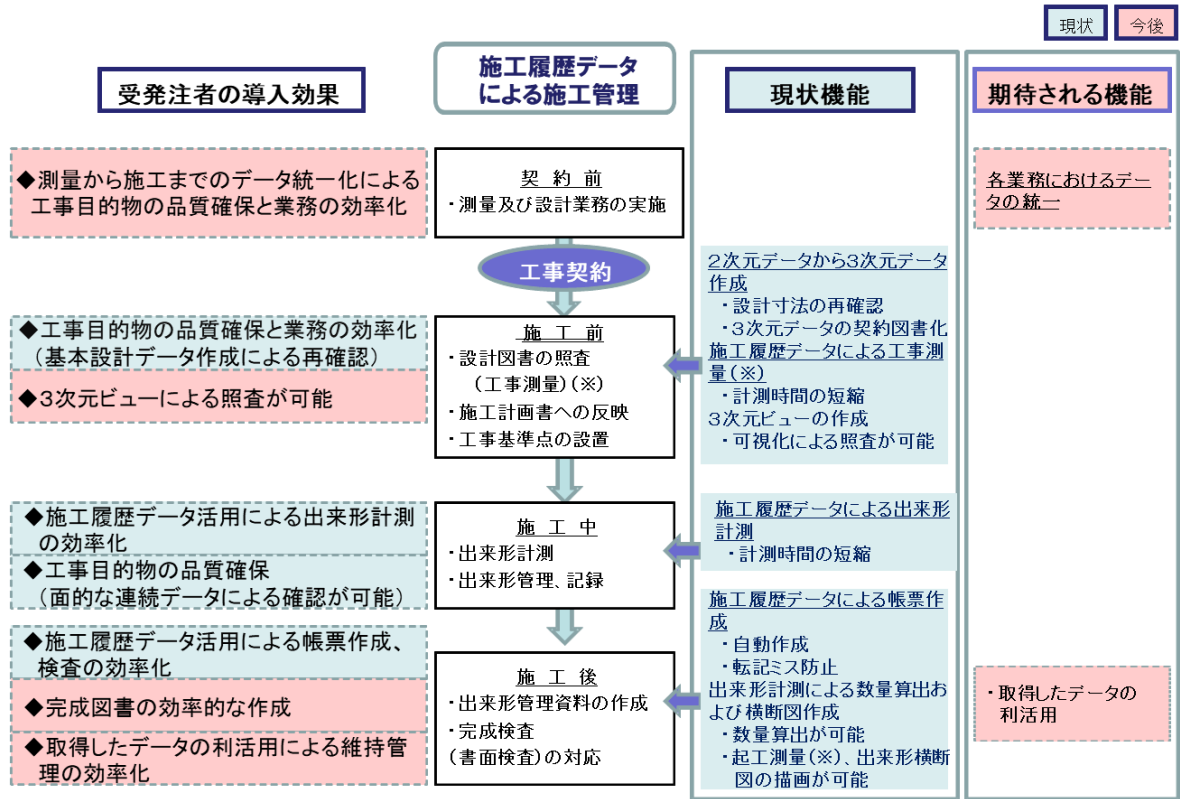 現状
今後
受発注者の導入効果
施工履歴データ
による施工管理
現状機能
期待される機能
◆測量から施工までのデータ統一化による
工事目的物の品質確保と業務の効率化
契 約 前
・測量及び設計業務の実施
各業務におけるデー
タの統一
工事契約
◆工事目的物の品質確保と業務の効率化
（基本設計データ作成による再確認）
◆3次元ビューによる照査が可能
施 工 前
・設計図書の照査
（工事測量）（※）
・施工計画書への反映
・工事基準点の設置
2次元データから3次元データ
作成
・設計寸法の再確認
・3次元データの契約図書化
施工履歴データによる工事測
量（※）
・計測時間の短縮
3次元ビューの作成
・可視化による照査が可能
◆施工履歴データ活用による出来形計測
の効率化
◆工事目的物の品質確保
（面的な連続データによる確認が可能）
施 工 中
・出来形計測
・出来形管理、記録
施工履歴データによる出来形
計測
・計測時間の短縮
◆施工履歴データ活用による帳票作成、
検査の効率化
◆完成図書の効率的な作成
◆取得したデータの利活用による維持管
理の効率化
施 工 後
・出来形管理資料の作成
・完成検査
（書面検査）の対応
施工履歴データによる帳票作
成
・自動作成
・転記ミス防止
出来形計測による数量算出お
よび横断図作成
・数量算出が可能
・起工測量（※）、出来形横断
図の描画が可能
・取得したデータの
利活用